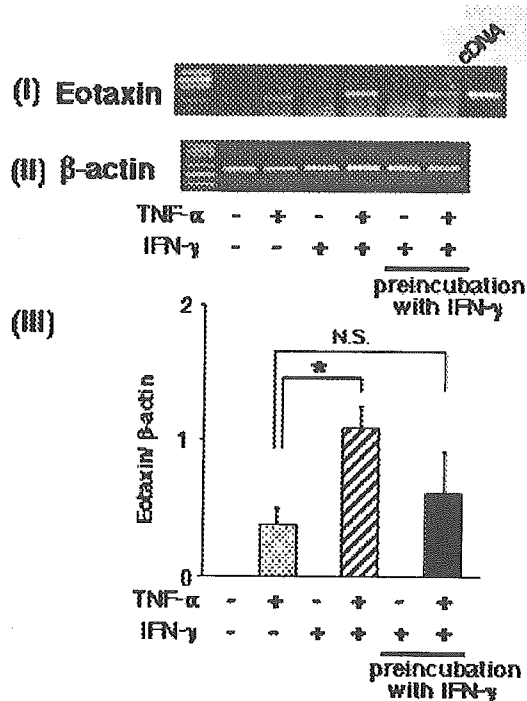 cDNA
(I) Eotaxin
(II) β-actin
TNF-α - + - + - +
IFN-γ - - + + + +
preincubation
with IFN-γ
(III)
2
N.S.
*
1
Eotaxin/ β-actin
0
TNF-α - + - + - +
IFN-γ - - + + + +
preincubation
with IFN-γ